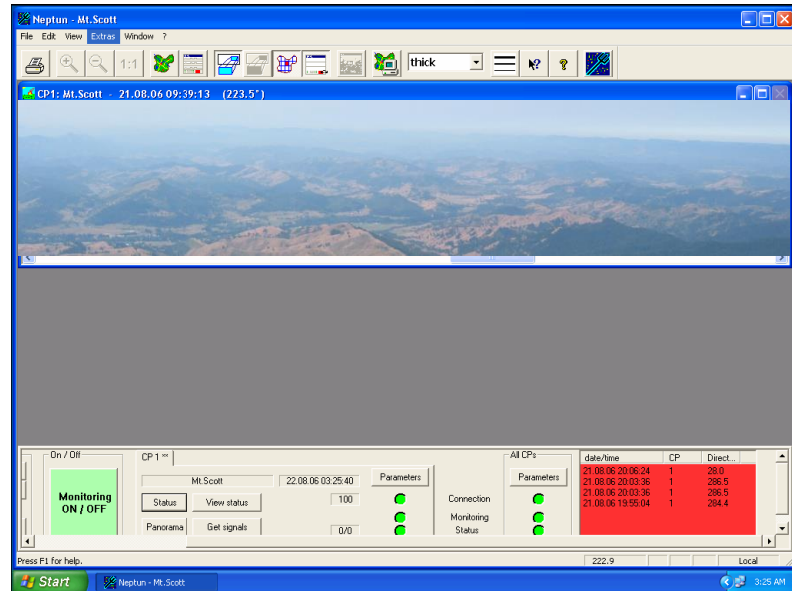 Neptun - Mt.Scott
File Edit View Extras Window ?
1:1
thick
CP1: Mt.Scott - 21.08.06 09:39:13 (223.5°)
On / Off
CP 1
All CPs
date/time CP Direct...
21.08.06 20:06:24 1 28.0
21.08.06 20:03:36 1 286.5
21.08.06 20:03:36 1 286.5
21.08.06 19:55:04 1 284.4
Monitoring
ON / OFF
Mt.Scott 22.08.06 03:25:40 Parameters Parameters
Status View status 100 Connection
Monitoring
Panorama Get signals 0/0 Status
Press F1 for help. 222.9 Local
Start Neptun - Mt.Scott 3:25 AM